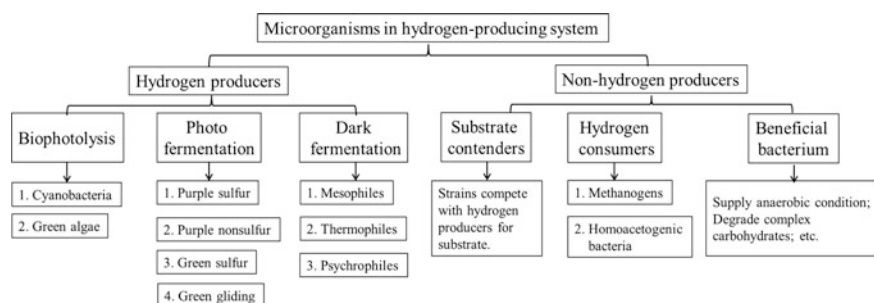 Microorganisms in hydrogen-producing system
Hydrogen producers
Non-hydrogen producers
Biophotolysis
1. Cyanobacteria
2. Green algae
Photo
fermentation
1. Purple sulfur
2. Purple nonsulfur
3. Green sulfur
4. Green gliding
Dark
fermentation
1. Mesophiles
2. Thermophiles
3. Psychrophiles
Substrate
contenders
Strains compete
with hydrogen
producers for
substrate.
Hydrogen
consumers
1. Methanogens
2. Homoacetogenic
bacteria
Beneficial
bacterium
Supply anaerobic condition;
Degrade complex
carbohydrates; etc.